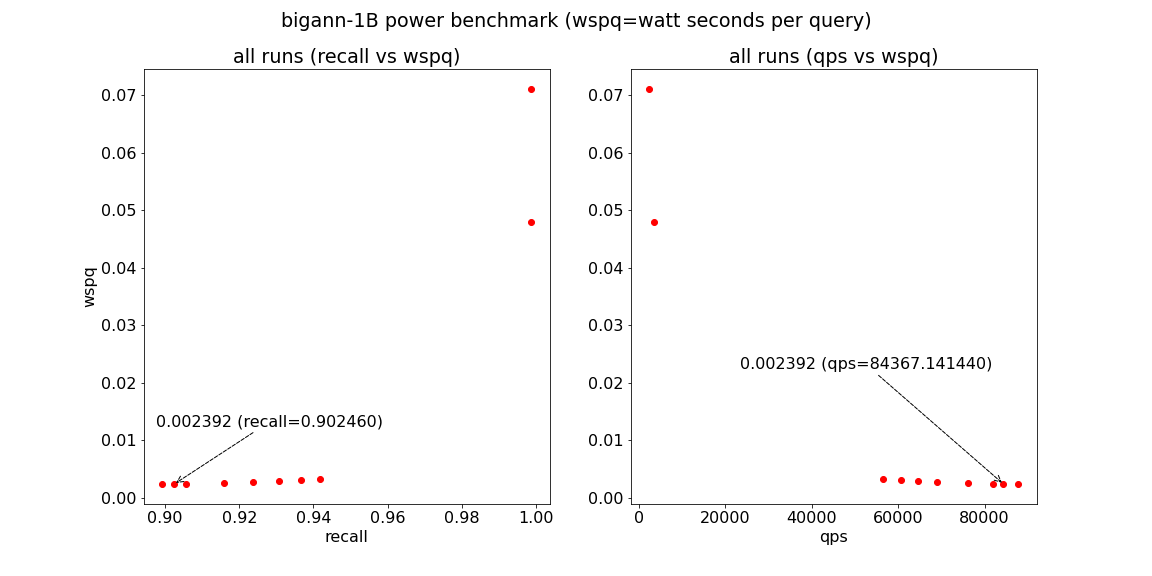 bigann-1B power benchmark (wspq=watt seconds per query)
all runs (recall vs wspq)
0.07
0.06
0.05
0.04
0.03
0.02
0.01
0.00
wspq
0.002392 (recall=0.902460)
0.90 0.92 0.94 0.96 0.98 1.00
recall
all runs (qps vs wspq)
0.07
0.06
0.05
0.04
0.03
0.02
0.01
0.00
0.002392 (qps=84367.141440)
0 20000 40000 60000 80000
qps